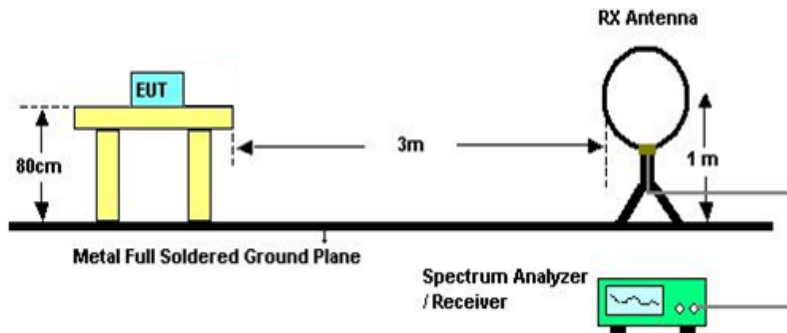 RX Antenna
EUT
3m
80cm
1 m
Metal Full Soldered Ground Plane
Spectrum Analyzer
/ Receiver